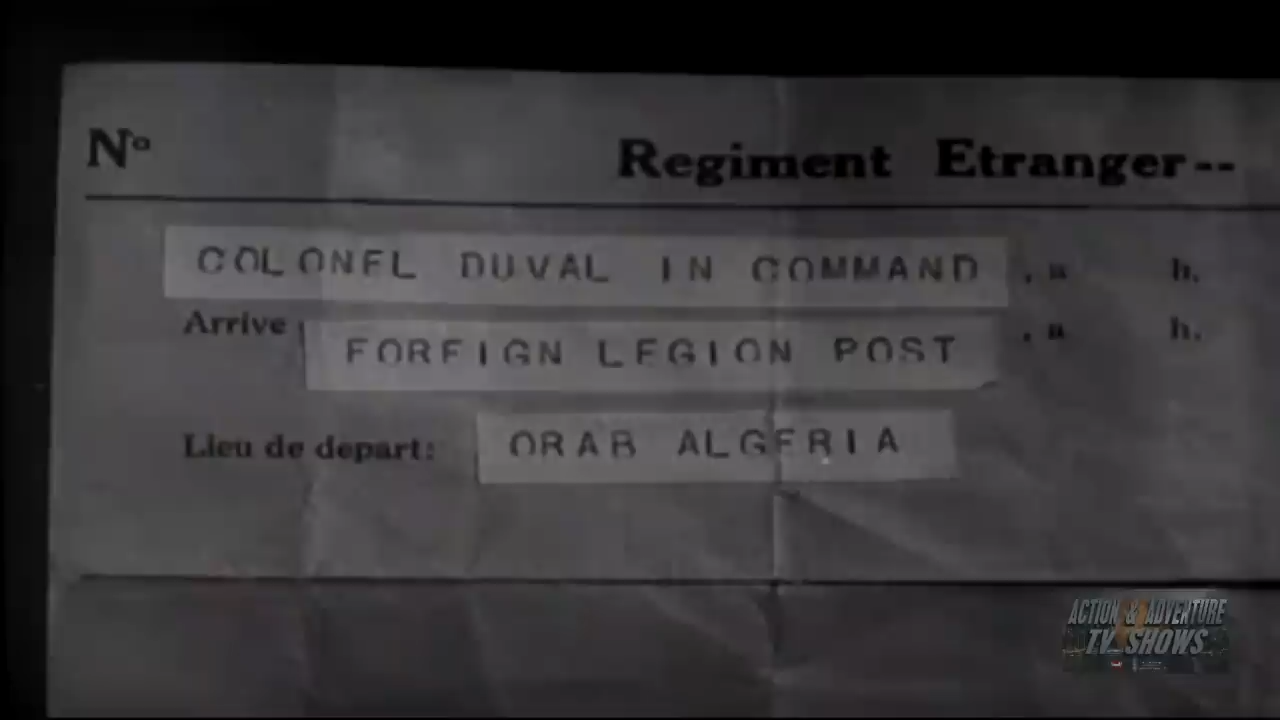 Nº Regiment Etranger--
COLONEL DUVAL IN COMMAND , a h.
Arrive FOREIGN LEGION POST , a h.
Lieu de depart: ORAB ALGERIA
ACTION & ADVENTURE
TV SHOWS